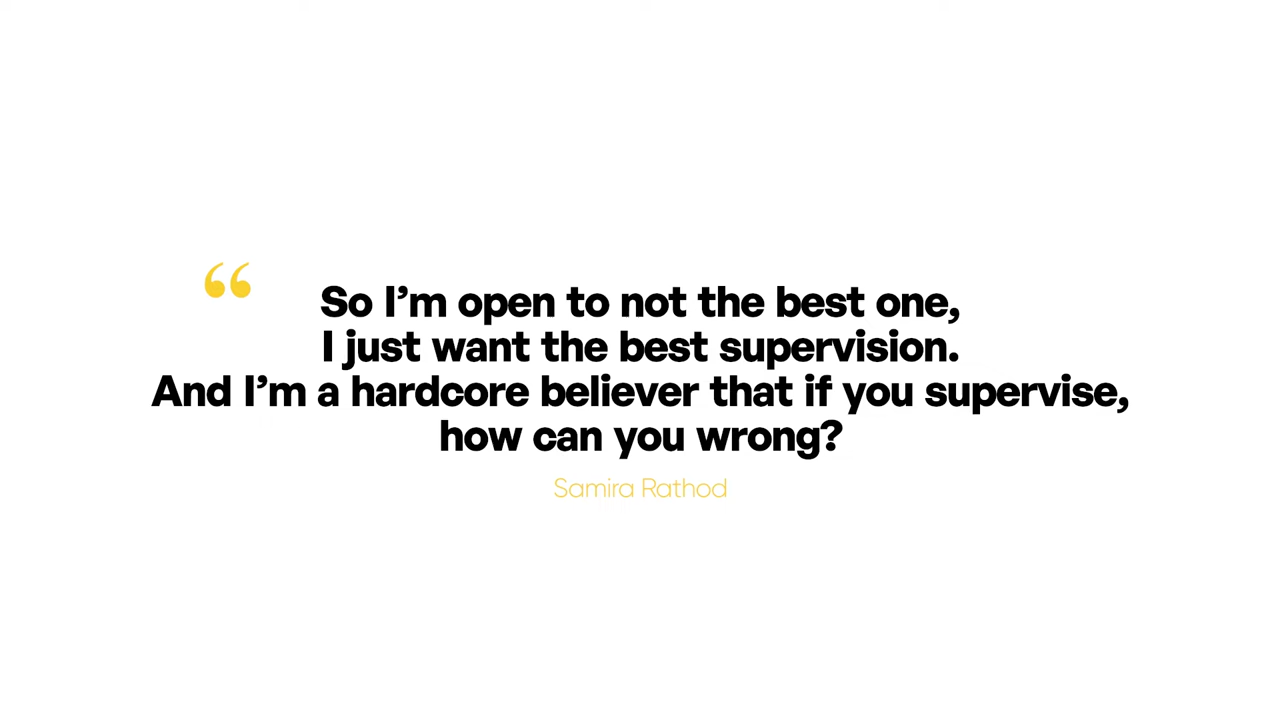 “
So I’m open to not the best one,
I just want the best supervision.
And I’m a hardcore believer that if you supervise,
how can you wrong?
Samira Rathod